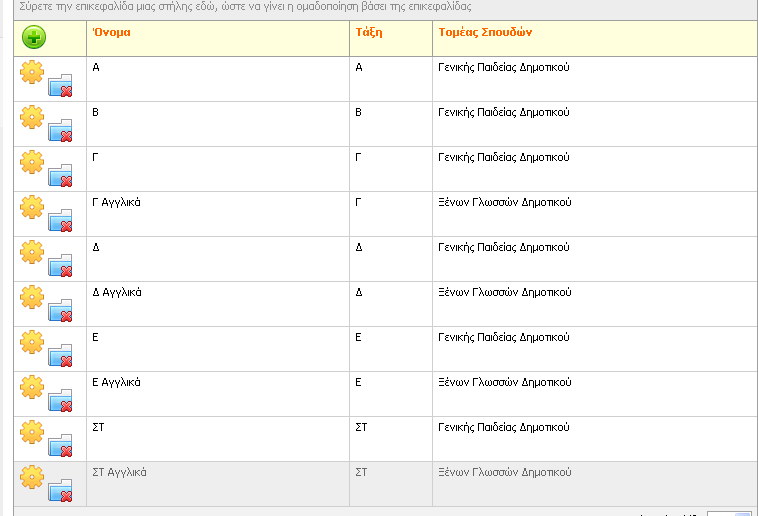 Σύρετε την επικεφαλίδα μιας στήλης εδώ, ώστε να γίνει η ομαδοποίηση βάσει της επικεφαλίδας
Όνομα Τάξη Τομέας Σπουδών
Α Α Γενικής Παιδείας Δημοτικού
Β Β Γενικής Παιδείας Δημοτικού
Γ Γ Γενικής Παιδείας Δημοτικού
Γ Αγγλικά Γ Ξένων Γλωσσών Δημοτικού
Δ Δ Γενικής Παιδείας Δημοτικού
Δ Αγγλικά Δ Ξένων Γλωσσών Δημοτικού
Ε Ε Γενικής Παιδείας Δημοτικού
Ε Αγγλικά Ε Ξένων Γλωσσών Δημοτικού
ΣΤ ΣΤ Γενικής Παιδείας Δημοτικού
ΣΤ Αγγλικά ΣΤ Ξένων Γλωσσών Δημοτικού